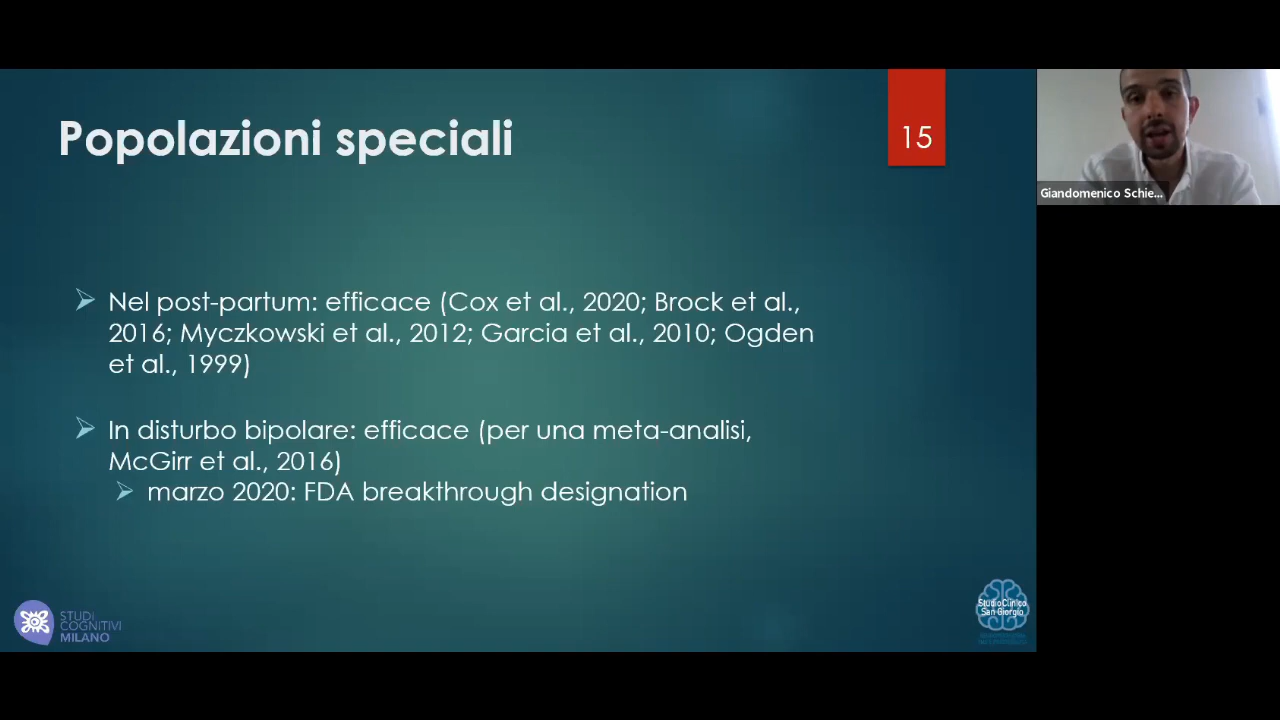 Popolazioni speciali
15
Giandomenico Schie...
➢ Nel post-partum: efficace (Cox et al., 2020; Brock et al.,
2016; Myczkowski et al., 2012; Garcia et al., 2010; Ogden
et al., 1999)
➢ In disturbo bipolare: efficace (per una meta-analisi,
McGirr et al., 2016)
➢ marzo 2020: FDA breakthrough designation
STUDI
COGNITIVI
MILANO
Studio Clinico
San Giorgio